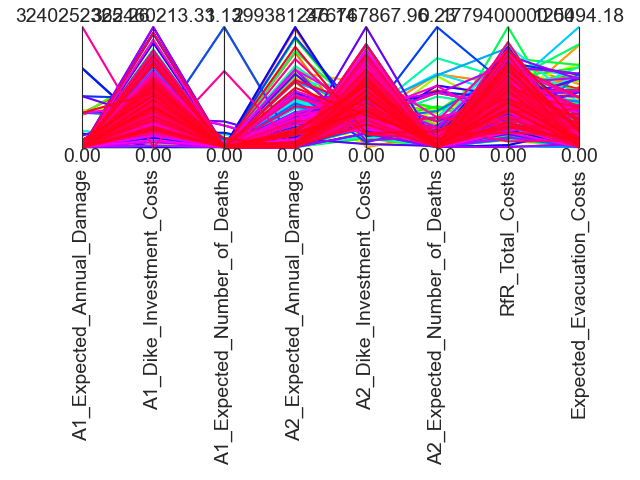 0.00 0.00 0.00 0.00 0.00 0.00 0.00 0.00
A1_Expected_Annual_Damage
A1_Dike_Investment_Costs
A1_Expected_Number_of_Deaths
A2_Expected_Annual_Damage
A2_Dike_Investment_Costs
A2_Expected_Number_of_Deaths
RfR_Total_Costs
Expected_Evacuation_Costs